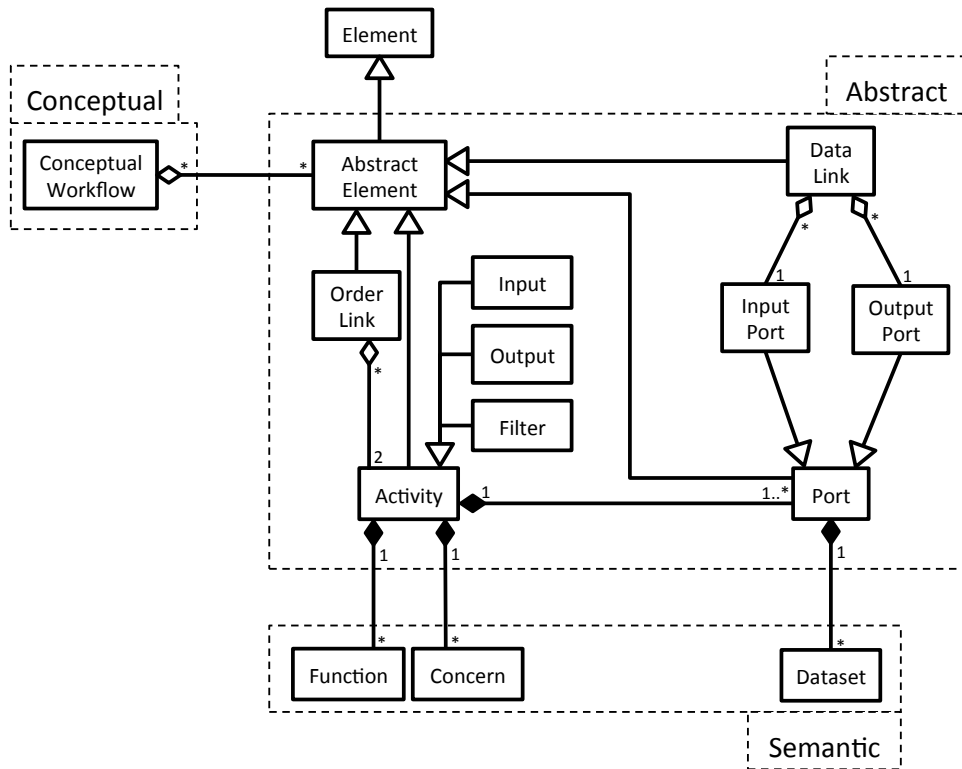 Element
Conceptual
Abstract
Conceptual
Workflow
*
*
Abstract
Element
Data
Link
*
*
Input
1
1
Order
Link
Input
Port
Output
Port
Output
*
Filter
2
Activity
1
1..*
Port
1
1
1
*
*
*
Function
Concern
Dataset
Semantic